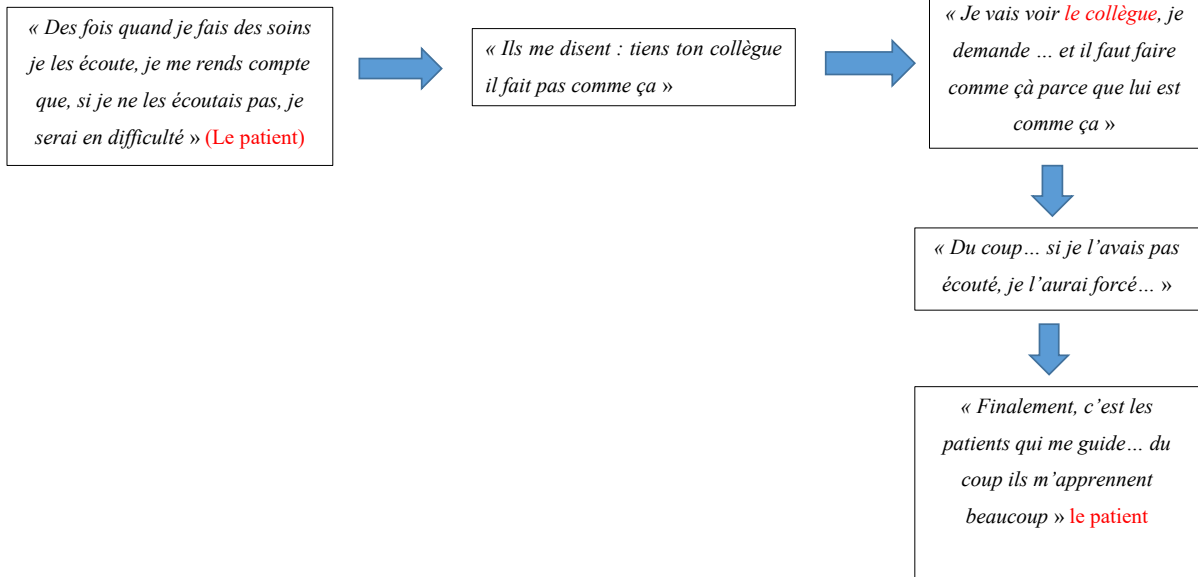 « Des fois quand je fais des soins
je les écoute, je me rends compte
que, si je ne les écoutais pas, je
serai en difficulté » (Le patient)
« Ils me disent : tiens ton collègue
il fait pas comme ça »
« Je vais voir le collègue, je
demande … et il faut faire
comme çà parce que lui est
comme ça »
« Du coup… si je l’avais pas
écouté, je l’aurai forcé… »
« Finalement, c’est les
patients qui me guide… du
coup ils m’apprennent
beaucoup » le patient